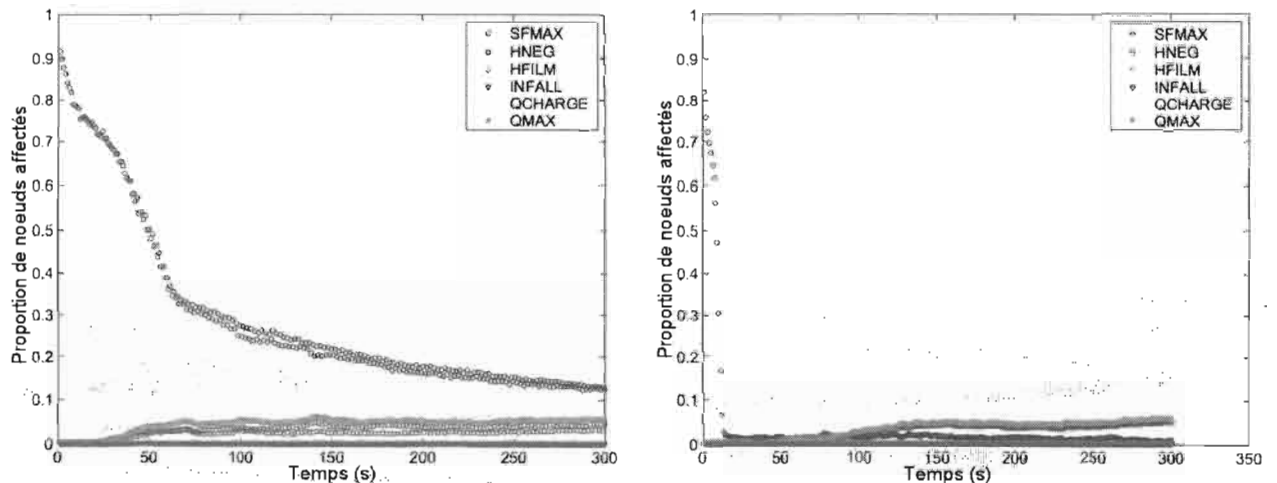 Proportion de noeuds affectés
1
0.9
0.8
0.7
0.6
0.5
0.4
0.3
0.2
0.1
0
0 50 100 150 200 250 300
Temps (s)
SFMAX
HNEG
HFILM
INFALL
QCHARGE
QMAX
Proportion de noeuds affectés
1
0.9
0.8
0.7
0.6
0.5
0.4
0.3
0.2
0.1
0
0 50 100 150 200 250 300 350
Temps (s)
SFMAX
HNEG
HFILM
INFALL
QCHARGE
QMAX